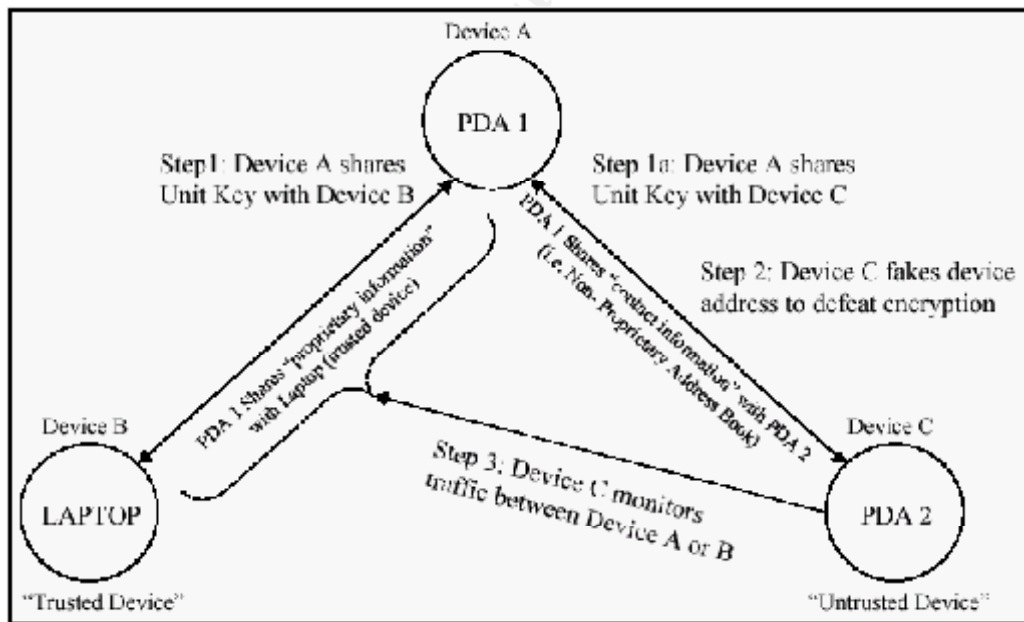 Device A
PDA 1
Step1: Device A shares
Unit Key with Device B
Step 1a: Device A shares
Unit Key with Device C
PDA 1 Shares "proprietary information"
with Laptop (trusted device)
PDA 1 Shares "contact information" with PDA 2
(i.e. Non- Proprietary Address
Book)
Step 2: Device C fakes device
address to defeat encryption
Step 3: Device C monitors
traffic between Device A or B
Device B
LAPTOP
"Trusted Device"
Device C
PDA 2
"Untrusted Device"